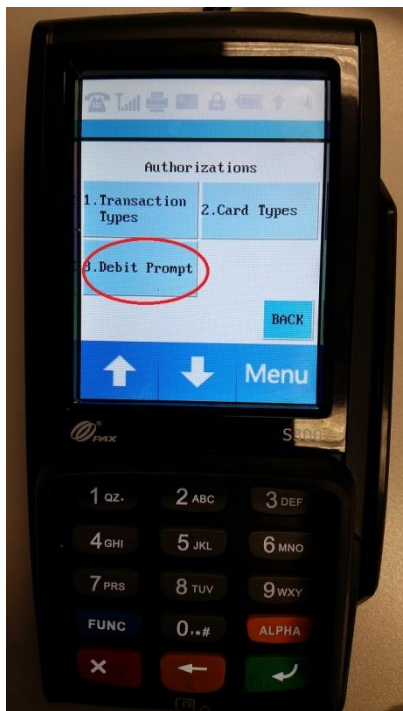 Authorizations
1.Transaction
Types
2.Card Types
3.Debit Prompt
BACK
Menu
PAX
1 QZ.
2 ABC
3 DEF
4 GHI
5 JKL
6 MNO
7 PRS
8 TUV
9 WXY
FUNC
0,*#
ALPHA